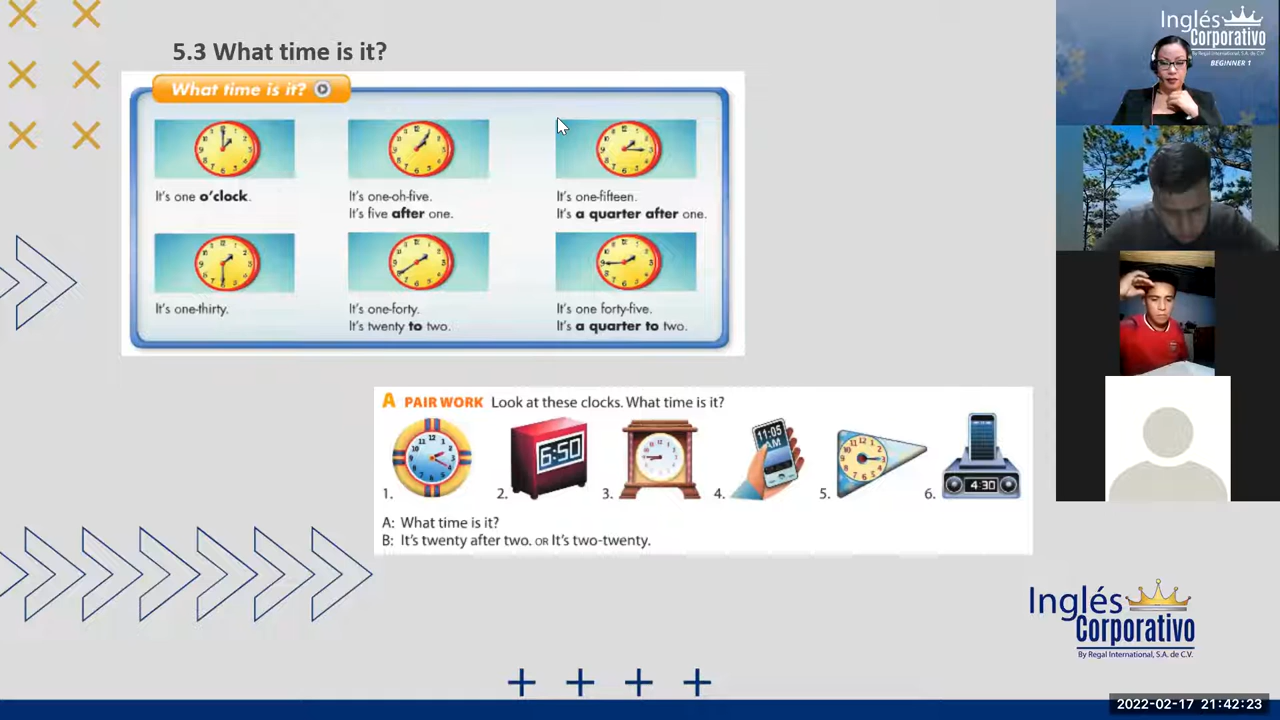 5.3 What time is it?
What time is it?
It's one o'clock.
It's one-oh-five.
It's five after one.
It's one-fifteen.
It's a quarter after one.
It's one-thirty.
It's one-forty.
It's twenty to two.
It's one forty-five.
It's a quarter to two.
A PAIR WORK Look at these clocks. What time is it?
1.
2. 6:50
3.
4. 11:05 AM
5.
6. 4:30
A: What time is it?
B: It's twenty after two. OR It's two-twenty.
Inglés
Corporativo
By Regal International, S.A. de C.V.
BEGINNER 1
Inglés
Corporativo
By Regal International, S.A. de C.V.
2022-02-17 21:42:23